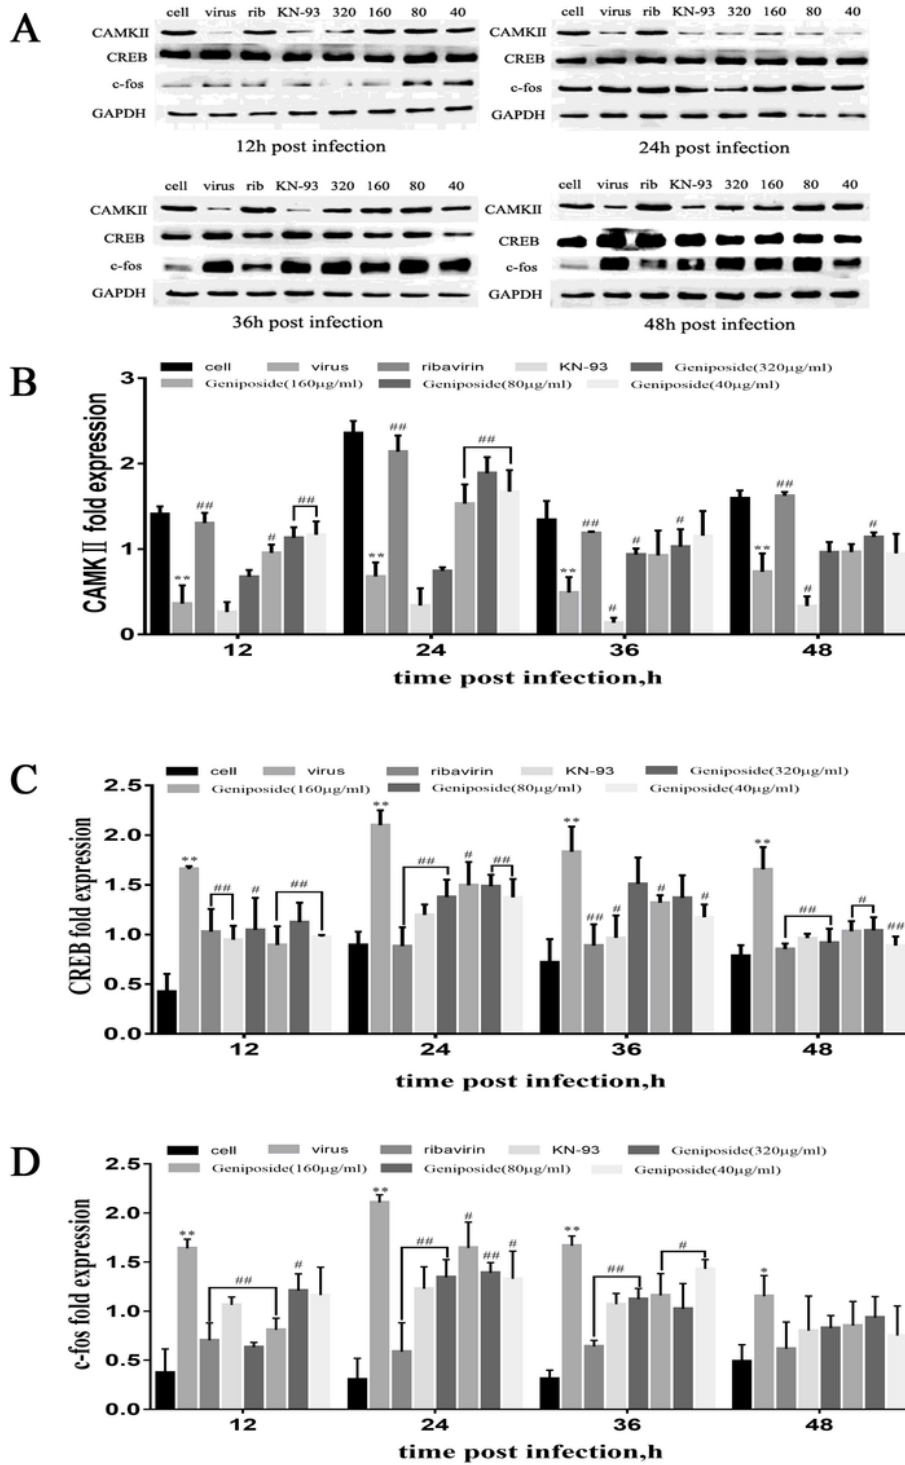 A
cell virus rib KN-93 320 160 80 40
CAMKII
CREB
c-fos
GAPDH
12h post infection
cell virus rib KN-93 320 160 80 40
CAMKII
CREB
c-fos
GAPDH
24h post infection
cell virus rib KN-93 320 160 80 40
CAMKII
CREB
c-fos
GAPDH
36h post infection
cell virus rib KN-93 320 160 80 40
CAMKII
CREB
c-fos
GAPDH
48h post infection
B
cell virus ribavirin KN-93 Geniposide(320μg/ml)
Geniposide(160μg/ml) Geniposide(80μg/ml) Geniposide(40μg/ml)
CAMKⅡ fold expression
3
2
1
0
** ## # ##
** ## ##
** ## # # #
** ## # #
12 24 36 48
time post infection,h
C
cell virus ribavirin KN-93 Geniposide(320μg/ml)
Geniposide(160μg/ml) Geniposide(80μg/ml) Geniposide(40μg/ml)
CREB fold expression
2.5
2.0
1.5
1.0
0.5
0.0
** ## # ##
** ## # ##
** ## # # #
** ## # ##
12 24 36 48
time post infection,h
D
cell virus ribavirin KN-93 Geniposide(320μg/ml)
Geniposide(160μg/ml) Geniposide(80μg/ml) Geniposide(40μg/ml)
c-fos fold expression
2.5
2.0
1.5
1.0
0.5
0.0
** ## #
** ## # ## #
** ## #
*
12 24 36 48
time post infection,h